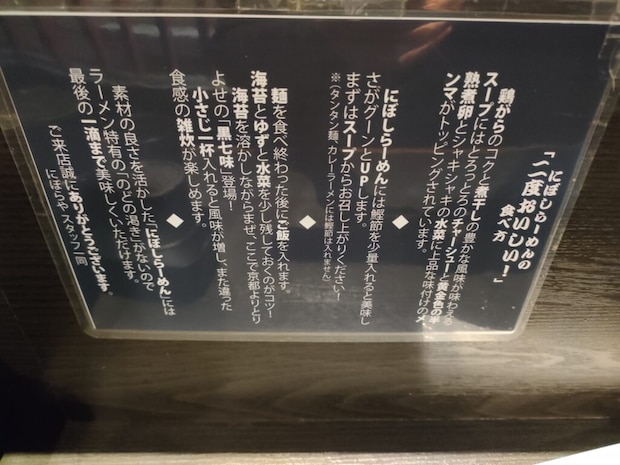 にぼしらーめんの
「二度おいしい!」
食べ方
鶏がらのコクと煮干しの豊かな風味が味わえる
スープにはとろっとろのチャーシューと黄金色の半
熟煮卵とシャキシャキの水菜に上品な味付けのメ
ンマがトッピングされています。
◆
にぼしらーめんには鰹節を少量入れると美味し
さがグーンとUPします。
まずはスープからお召し上がりください!
※(タンタン麺、カレーラーメンには鰹節は入れません)
◆
麺を食べ終わった後にご飯を入れます。
海苔とゆずと水菜を少し残しておくのがコツ!
海苔を溶かしながらまぜ、ここで京都よりとり
よせの「黒七味」登場!
小さじ一杯入れると風味が増し、また違った
食感の雑炊が楽しめます。
◆
素材の良さを活かした「にぼしらーめん」には
ラーメン特有の「のどの渇き」がないので
最後の一滴まで美味しくいただけます。
ご来店誠にありがとうございます。
にぼらや スタッフ一同